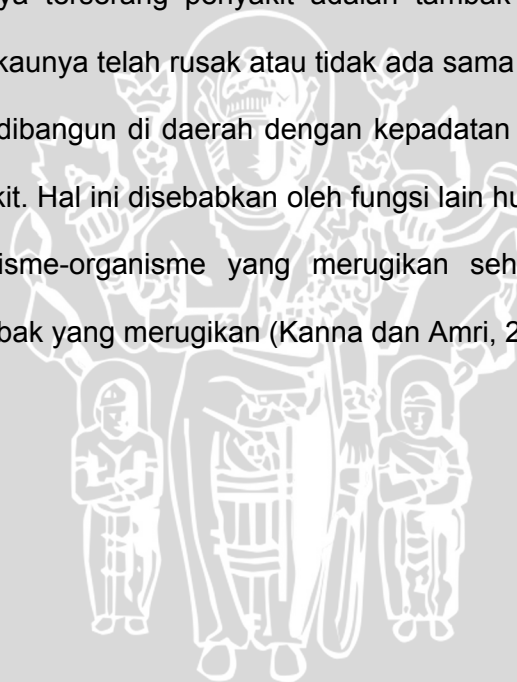 ya terserang penyakit adalah tambak
kaunya telah rusak atau tidak ada sama
dibangun di daerah dengan kepadatan
kit. Hal ini disebabkan oleh fungsi lain hu
isme-organisme yang merugikan seh
bak yang merugikan (Kanna dan Amri, 2